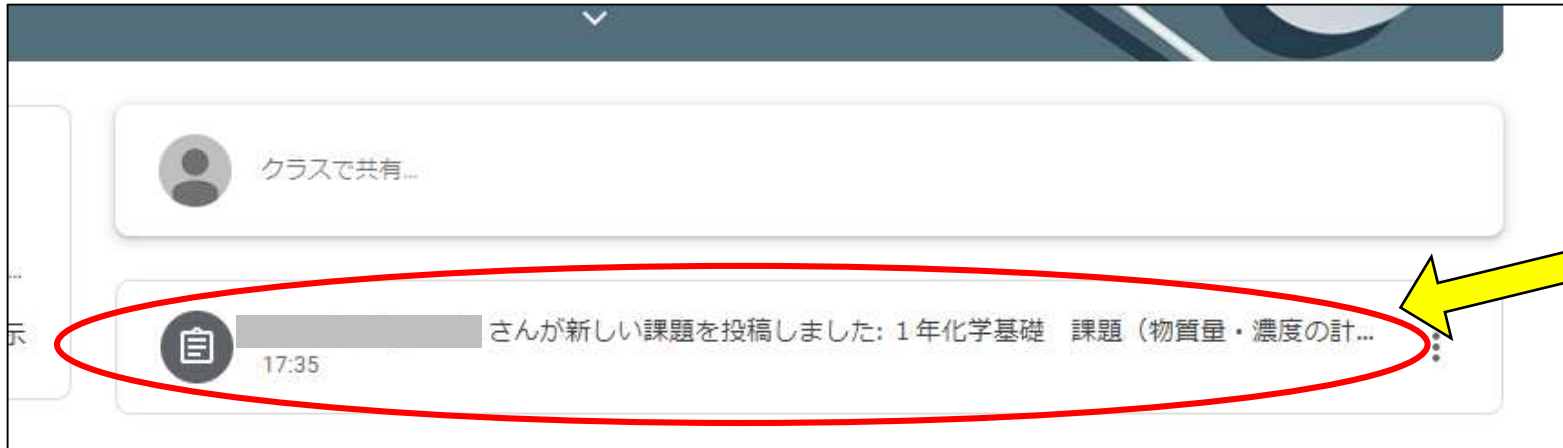 クラスで共有...
...
示
さんが新しい課題を投稿しました: 1年化学基礎　課題（物質量・濃度の計...
17:35